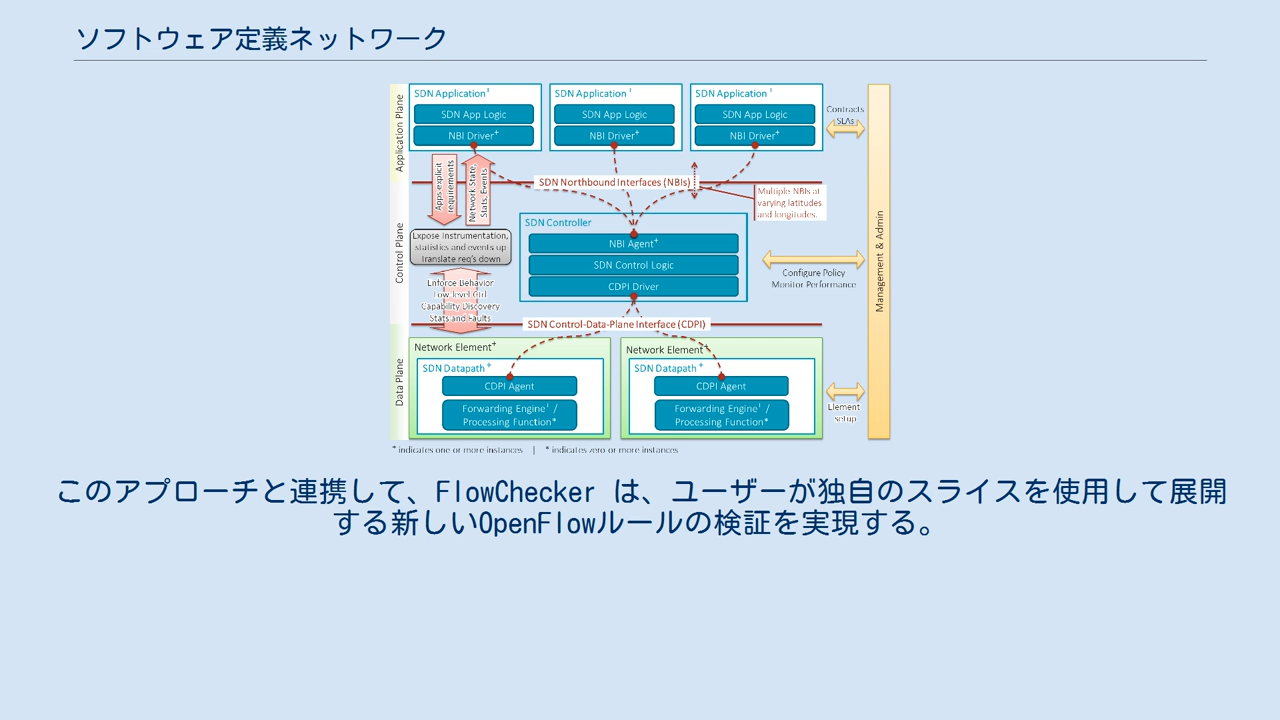 ソフトウェア定義ネットワーク
Application Plane
SDN Application⁺
SDN App Logic
NBI Driver⁺
SDN Application⁺
SDN App Logic
NBI Driver⁺
SDN Application⁺
SDN App Logic
NBI Driver⁺
Contracts
SLAs
Apps explicit
requirements
Network State,
Stats, Events
SDN Northbound Interfaces (NBIs)
Multiple NBIs at
varying latitudes
and longitudes.
Control Plane
Expose Instrumentation,
statistics and events up
Translate req's down
SDN Controller
NBI Agent⁺
SDN Control Logic
CDPI Driver
Configure Policy
Monitor Performance
Management & Admin
Enforce Behavior
Low-level Ctrl
Capability Discovery
Stats and Faults
SDN Control-Data-Plane Interface (CDPI)
Data Plane
Network Element⁺
SDN Datapath⁺
CDPI Agent
Forwarding Engine⁺ /
Processing Function*
Network Element⁺
SDN Datapath⁺
CDPI Agent
Forwarding Engine⁺ /
Processing Function*
Element
setup
⁺ indicates one or more instances | * indicates zero or more instances
このアプローチと連携して、FlowChecker は、ユーザーが独自のスライスを使用して展開
する新しいOpenFlowルールの検証を実現する。